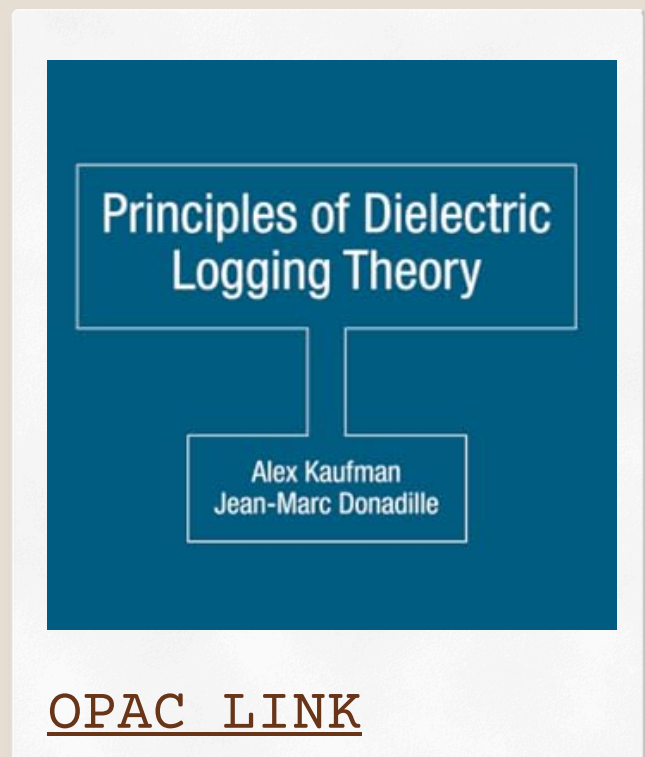 Principles of Dielectric
Logging Theory
Alex Kaufman
Jean-Marc Donadille
OPAC LINK